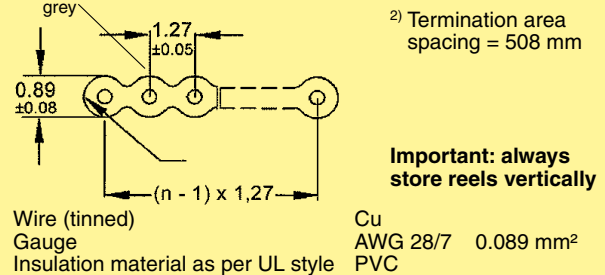 grey
1.27
±0.05
2) Termination area
spacing = 508 mm
0.89
±0.08
Important: always
store reels vertically
(n - 1) x 1,27
Wire (tinned) Cu
Gauge AWG 28/7 0.089 mm²
Insulation material as per UL style PVC